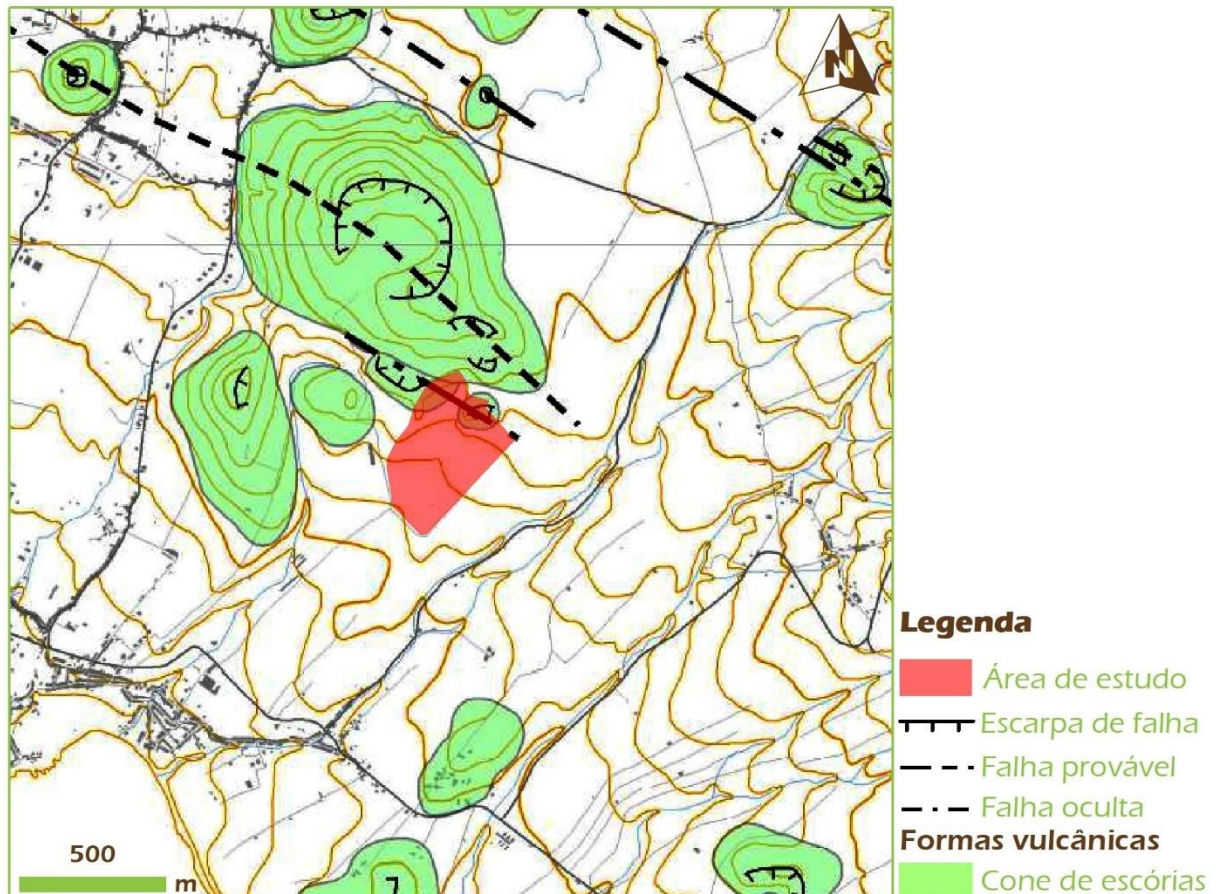 N
500
m
Legenda
Área de estudo
Escarpa de falha
Falha provável
Falha oculta
Formas vulcânicas
Cone de escórias